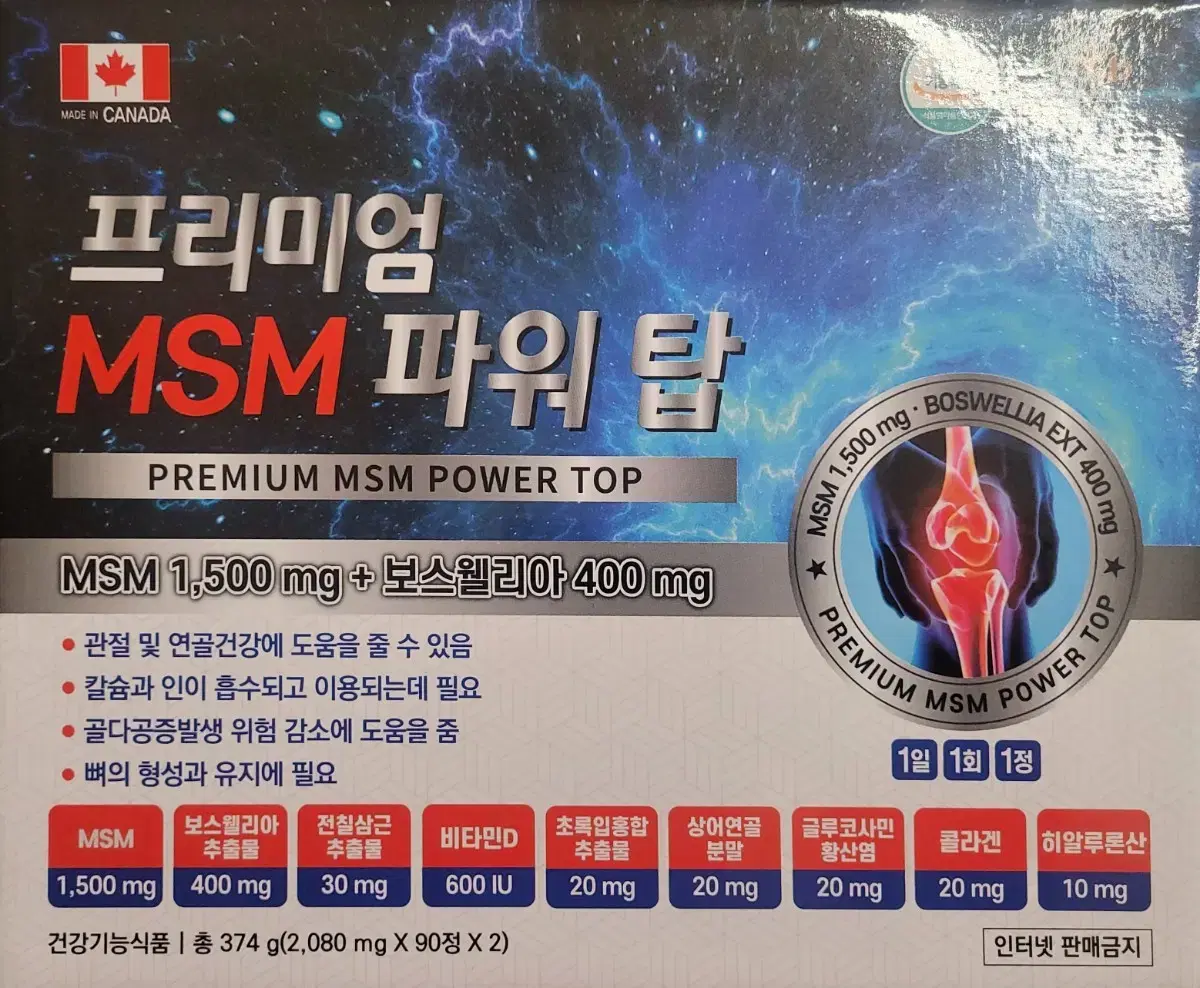 MADE IN CANADA
프리미엄
MSM 파워 탑
PREMIUM MSM POWER TOP
MSM 1,500 mg · BOSWELLIA EXT 400 mg
★ PREMIUM MSM POWER TOP ★
MSM 1,500 mg + 보스웰리아 400 mg
• 관절 및 연골건강에 도움을 줄 수 있음
• 칼슘과 인이 흡수되고 이용되는데 필요
• 골다공증발생 위험 감소에 도움을 줌
• 뼈의 형성과 유지에 필요
1일 1회 1정
MSM
1,500 mg
보스웰리아
추출물
400 mg
전칠삼근
추출물
30 mg
비타민D
600 IU
초록입홍합
추출물
20 mg
상어연골
분말
20 mg
글루코사민
황산염
20 mg
콜라겐
20 mg
히알루론산
10 mg
건강기능식품 | 총 374 g(2,080 mg X 90정 X 2)
인터넷 판매금지